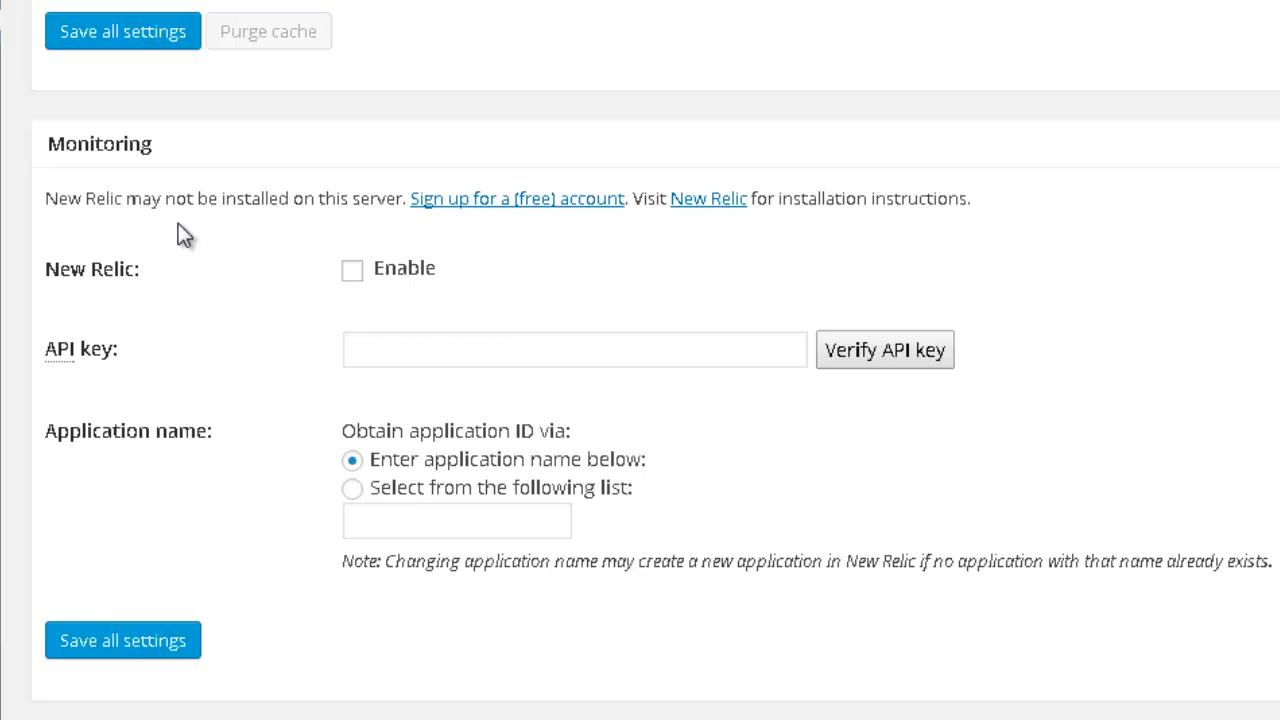 Save all settings Purge cache
Monitoring
New Relic may not be installed on this server. Sign up for a (free) account. Visit New Relic for installation instructions.
New Relic: Enable
API key: Verify API key
Application name: Obtain application ID via:
Enter application name below:
Select from the following list:
Note: Changing application name may create a new application in New Relic if no application with that name already exists.
Save all settings